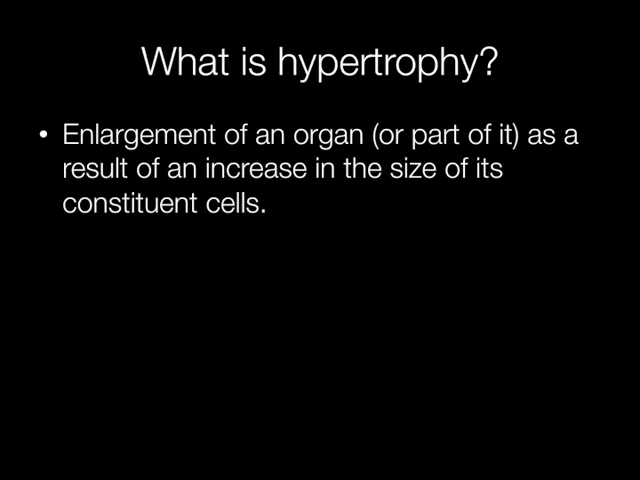 What is hypertrophy?
• Enlargement of an organ (or part of it) as a
result of an increase in the size of its
constituent cells.